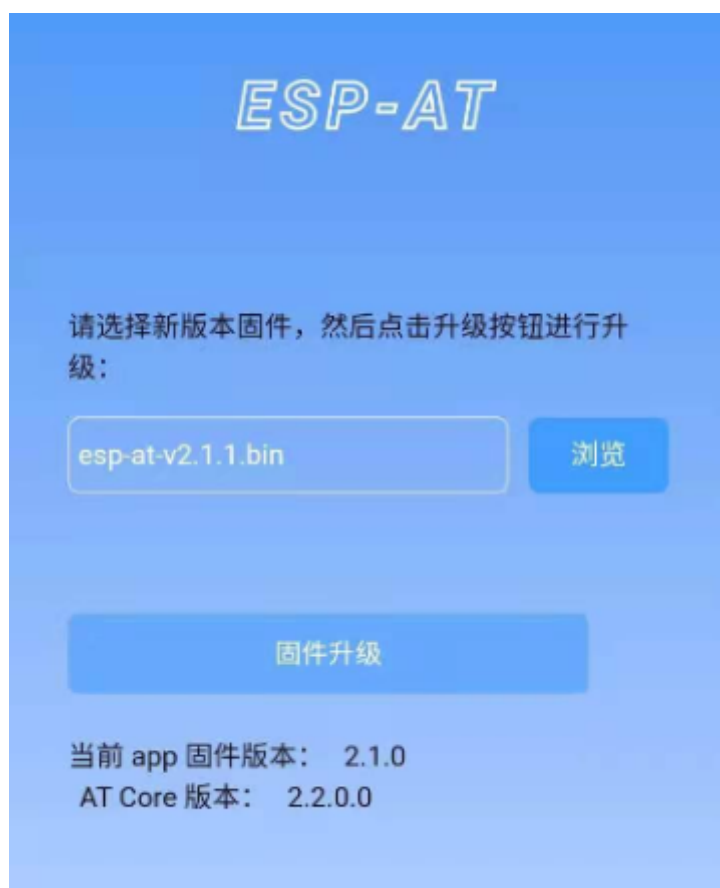 ESP-AT
请选择新版本固件，然后点击升级按钮进行升
级：
esp-at-v2.1.1.bin
浏览
固件升级
当前 app 固件版本： 2.1.0
AT Core 版本： 2.2.0.0